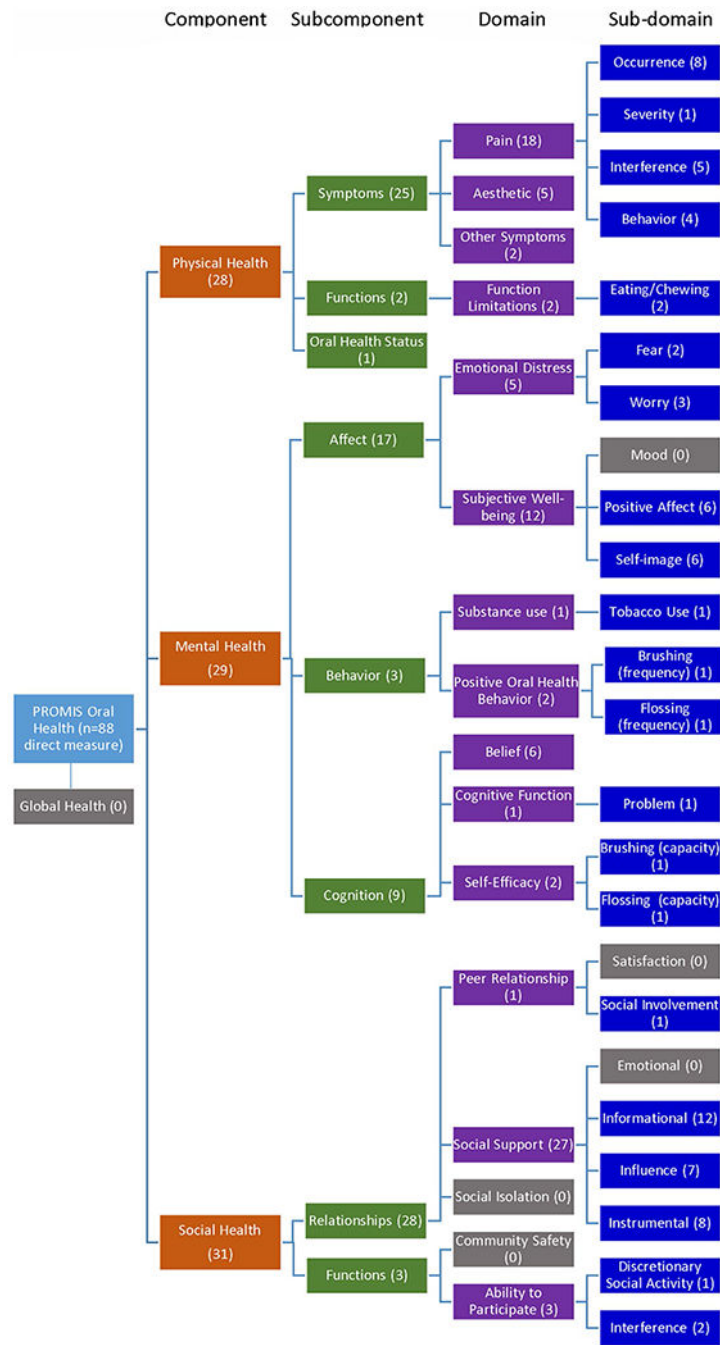 Component
Subcomponent
Domain
Sub-domain
PROMIS Oral
Health (n=88
direct measure)
Global Health (0)
Physical Health
(28)
Symptoms (25)
Pain (18)
Occurrence (8)
Severity (1)
Interference (5)
Behavior (4)
Aesthetic (5)
Other Symptoms
(2)
Functions (2)
Function
Limitations (2)
Eating/Chewing
(2)
Oral Health Status
(1)
Mental Health
(29)
Affect (17)
Emotional Distress
(5)
Fear (2)
Worry (3)
Subjective Well-
being (12)
Mood (0)
Positive Affect (6)
Self-image (6)
Behavior (3)
Substance use (1)
Tobacco Use (1)
Positive Oral Health
Behavior (2)
Brushing
(frequency) (1)
Flossing
(frequency) (1)
Cognition (9)
Belief (6)
Cognitive Function
(1)
Problem (1)
Self-Efficacy (2)
Brushing (capacity)
(1)
Flossing (capacity)
(1)
Social Health
(31)
Relationships (28)
Peer Relationship
(1)
Satisfaction (0)
Social Involvement
(1)
Social Support (27)
Emotional (0)
Informational (12)
Influence (7)
Instrumental (8)
Social Isolation (0)
Functions (3)
Community Safety
(0)
Ability to
Participate (3)
Discretionary
Social Activity (1)
Interference (2)